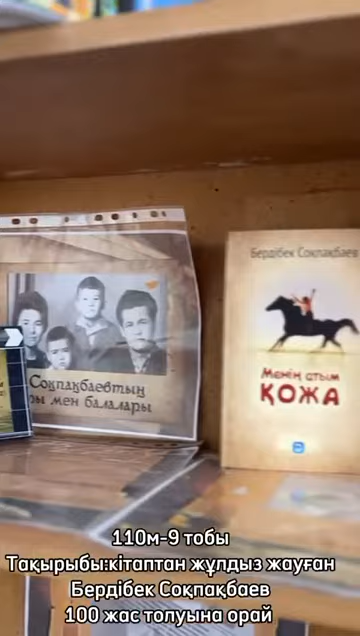 Соқпақбаевтың
ры мен балалары
Бердібек Соқпақбаев
Менің атым
ҚОЖА
110м-9 тобы
Тақырыбы:кітаптан жұлдыз жауған
Бердібек Соқпақбаев
100 жас толуына орай